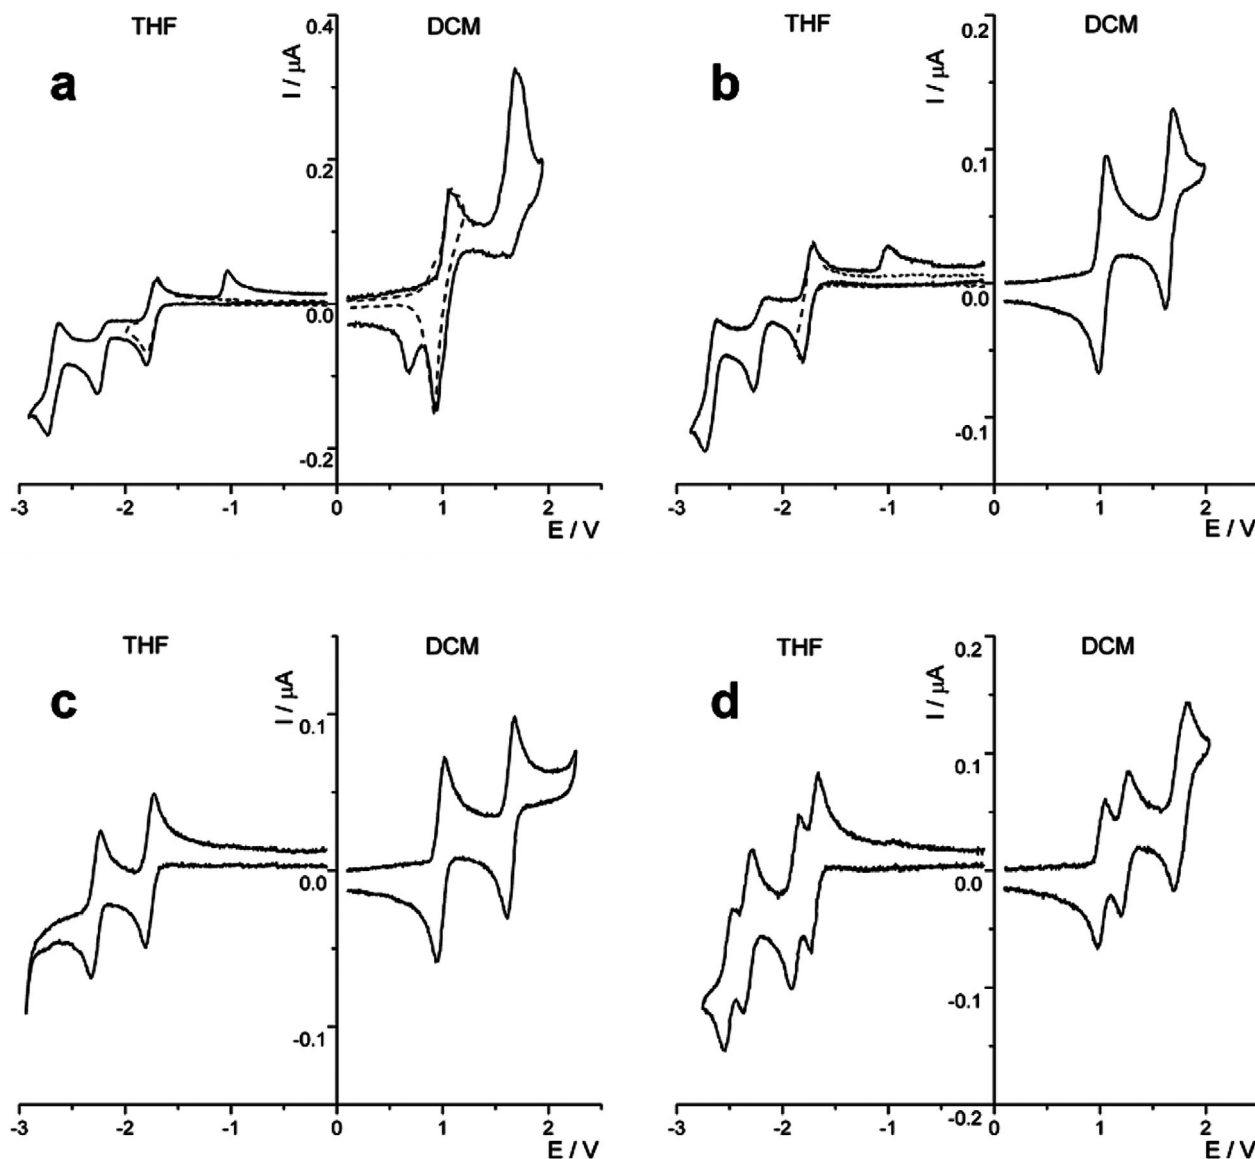 THF DCM
a
I / µA
0.4
0.2
0.0
-0.2
-3 -2 -1 0 1 2
E / V
THF DCM
b
I / µA
0.2
0.1
0.0
-0.1
-3 -2 -1 0 1 2
E / V
THF DCM
c
I / µA
0.1
0.0
-0.1
-3 -2 -1 0 1 2
E / V
THF DCM
d
I / µA
0.2
0.1
0.0
-0.1
-0.2
-3 -2 -1 0 1 2
E / V